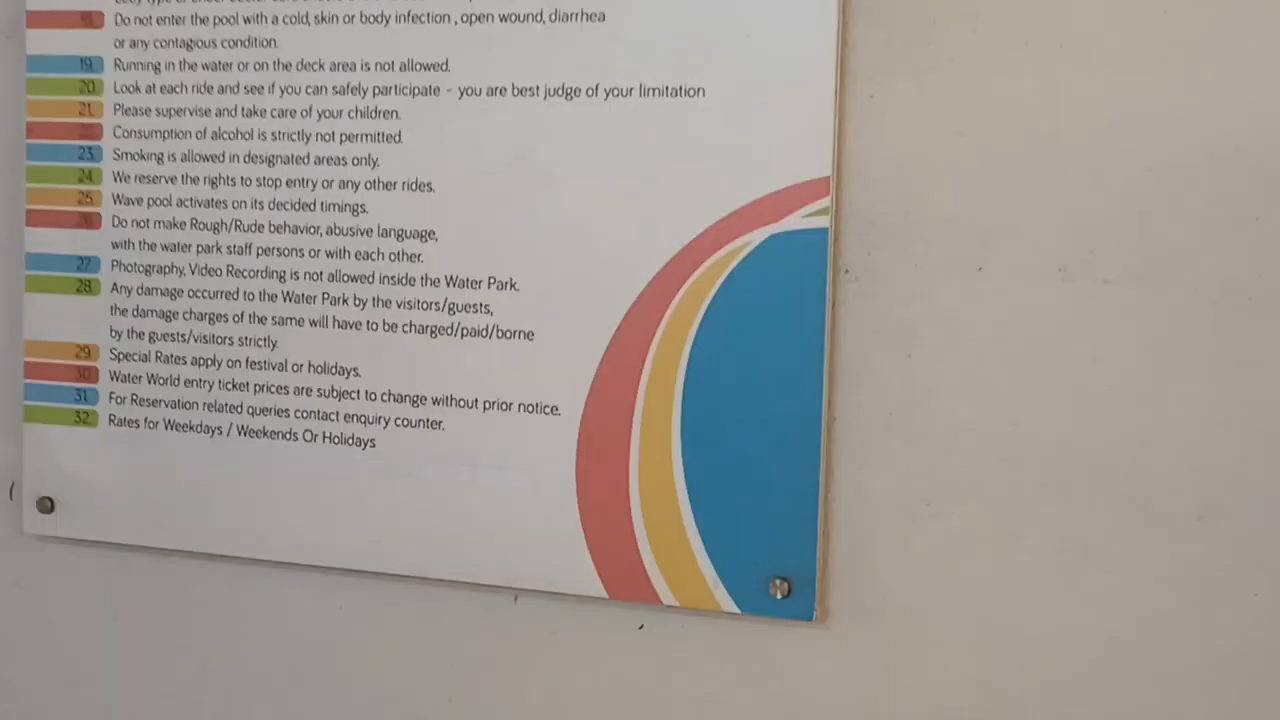 18. Do not enter the pool with a cold, skin or body infection , open wound, diarrhea
or any contagious condition.
19. Running in the water or on the deck area is not allowed.
20. Look at each ride and see if you can safely participate - you are best judge of your limitation
21. Please supervise and take care of your children.
22. Consumption of alcohol is strictly not permitted.
23. Smoking is allowed in designated areas only.
24. We reserve the rights to stop entry or any other rides.
25. Wave pool activates on its decided timings.
26. Do not make Rough/Rude behavior, abusive language,
with the water park staff persons or with each other.
27. Photography, Video Recording is not allowed inside the Water Park.
28. Any damage occurred to the Water Park by the visitors/guests,
the damage charges of the same will have to be charged/paid/borne
by the guests/visitors strictly.
29. Special Rates apply on festival or holidays.
30. Water World entry ticket prices are subject to change without prior notice.
31. For Reservation related queries contact enquiry counter.
32. Rates for Weekdays / Weekends Or Holidays